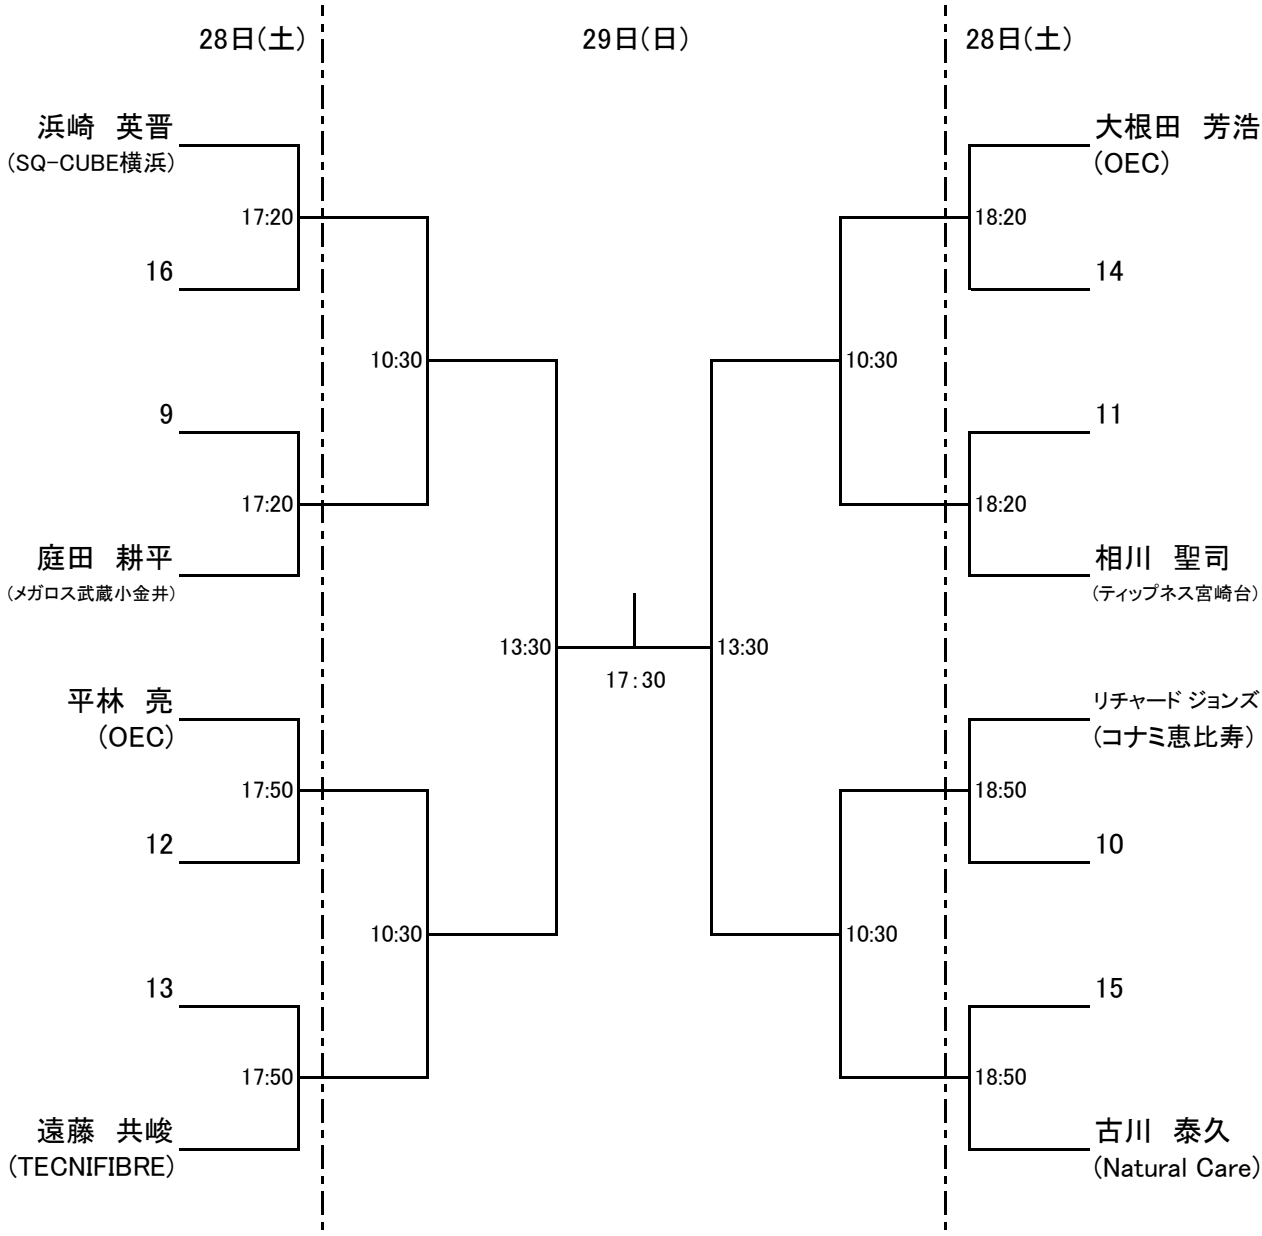 28日(土)
29日(日)
28日(土)
浜崎　英晋
(SQ-CUBE横浜)
17:20
16
10:30
9
17:20
庭田　耕平
(メガロス武蔵小金井)
13:30
平林　亮
(OEC)
17:50
12
10:30
13
17:50
遠藤　共峻
(TECNIFIBRE)
17:30
大根田　芳浩
(OEC)
18:20
14
10:30
11
18:20
相川　聖司
(ティップネス宮崎台)
13:30
リチャード ジョンズ
(コナミ恵比寿)
18:50
10
10:30
15
18:50
古川　泰久
(Natural Care)